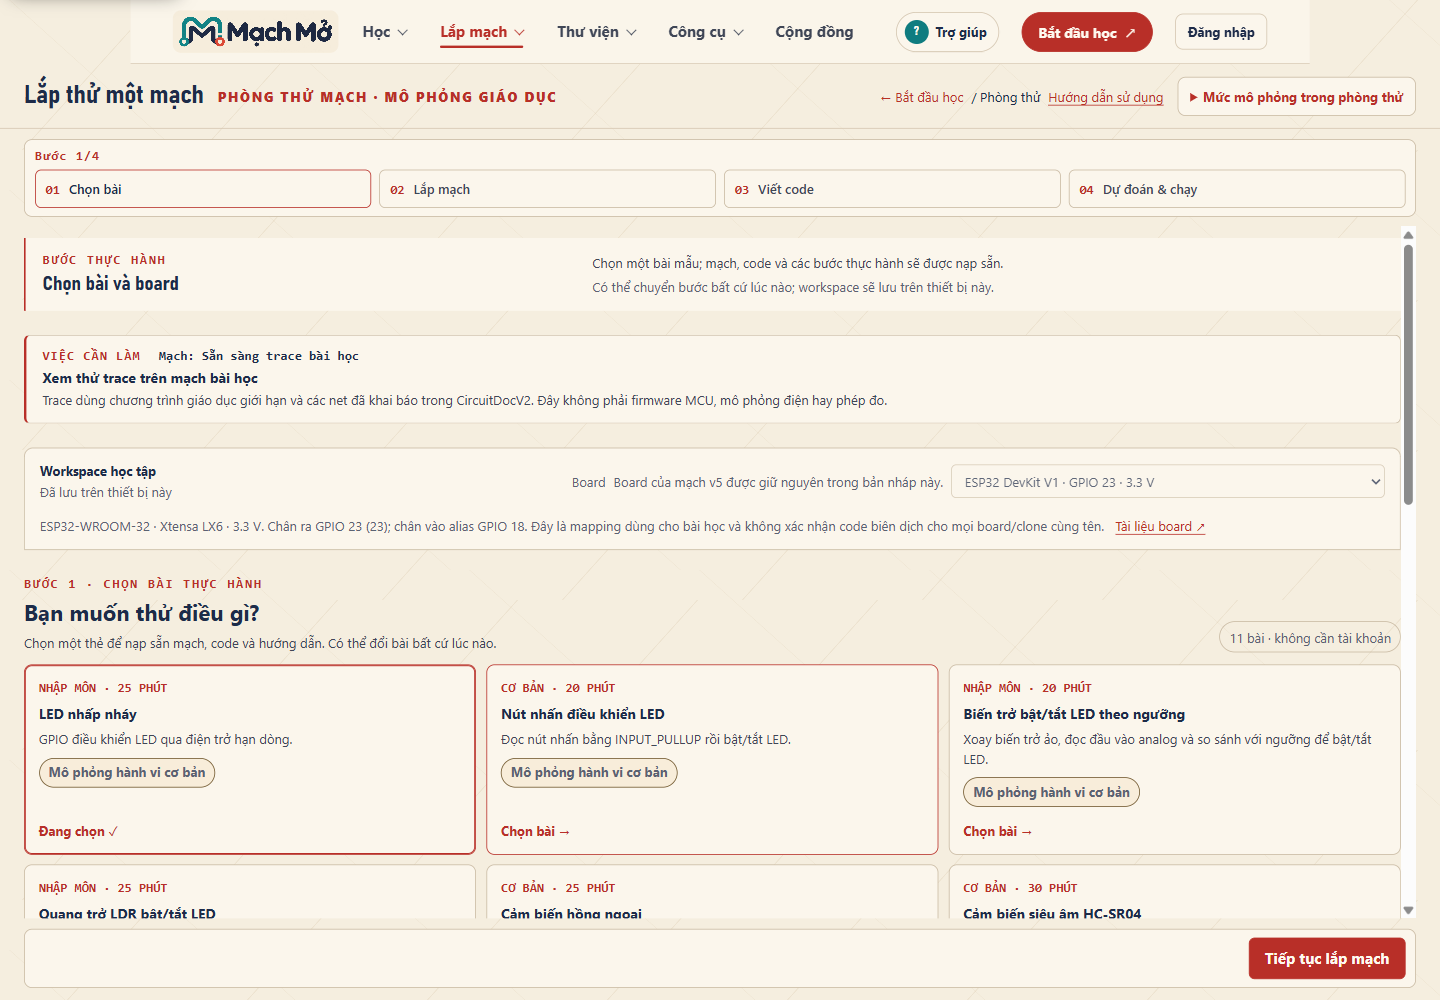 Mạch Mở
Học
Lắp mạch
Thư viện
Công cụ
Cộng đồng
? Trợ giúp
Bắt đầu học ↗
Đăng nhập
Lắp thử một mạch
PHÒNG THỬ MẠCH · MÔ PHỎNG GIÁO DỤC
← Bắt đầu học / Phòng thử Hướng dẫn sử dụng
▶ Mức mô phỏng trong phòng thử
Bước 1/4
01 Chọn bài
02 Lắp mạch
03 Viết code
04 Dự đoán & chạy
BƯỚC THỰC HÀNH
Chọn bài và board
Chọn một bài mẫu; mạch, code và các bước thực hành sẽ được nạp sẵn.
Có thể chuyển bước bất cứ lúc nào; workspace sẽ lưu trên thiết bị này.
VIỆC CẦN LÀM Mạch: Sẵn sàng trace bài học
Xem thử trace trên mạch bài học
Trace dùng chương trình giáo dục giới hạn và các net đã khai báo trong CircuitDocV2. Đây không phải firmware MCU, mô phỏng điện hay phép đo.
Workspace học tập
Đã lưu trên thiết bị này
Board Board của mạch v5 được giữ nguyên trong bản nháp này.
ESP32 DevKit V1 · GPIO 23 · 3.3 V
ESP32-WROOM-32 · Xtensa LX6 · 3.3 V. Chân ra GPIO 23 (23); chân vào alias GPIO 18. Đây là mapping dùng cho bài học và không xác nhận code biên dịch cho mọi board/clone cùng tên. Tài liệu board ↗
BƯỚC 1 · CHỌN BÀI THỰC HÀNH
Bạn muốn thử điều gì?
Chọn một thẻ để nạp sẵn mạch, code và hướng dẫn. Có thể đổi bài bất cứ lúc nào.
11 bài · không cần tài khoản
NHẬP MÔN · 25 PHÚT
LED nhấp nháy
GPIO điều khiển LED qua điện trở hạn dòng.
Mô phỏng hành vi cơ bản
Đang chọn ✓
CƠ BẢN · 20 PHÚT
Nút nhấn điều khiển LED
Đọc nút nhấn bằng INPUT_PULLUP rồi bật/tắt LED.
Mô phỏng hành vi cơ bản
Chọn bài →
NHẬP MÔN · 20 PHÚT
Biến trở bật/tắt LED theo ngưỡng
Xoay biến trở ảo, đọc đầu vào analog và so sánh với ngưỡng để bật/tắt
LED.
Mô phỏng hành vi cơ bản
Chọn bài →
NHẬP MÔN · 25 PHÚT
Quang trở LDR bật/tắt LED
CƠ BẢN · 25 PHÚT
Cảm biến hồng ngoại
CƠ BẢN · 30 PHÚT
Cảm biến siêu âm HC-SR04
Tiếp tục lắp mạch